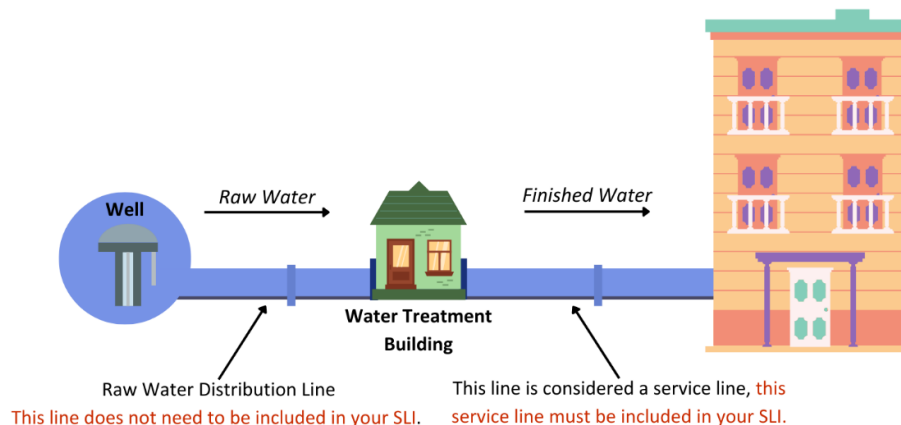 Well
Raw Water
Finished Water
Water Treatment
Building
Raw Water Distribution Line
This line does not need to be included in your SLI.
This line is considered a service line, this
service line must be included in your SLI.